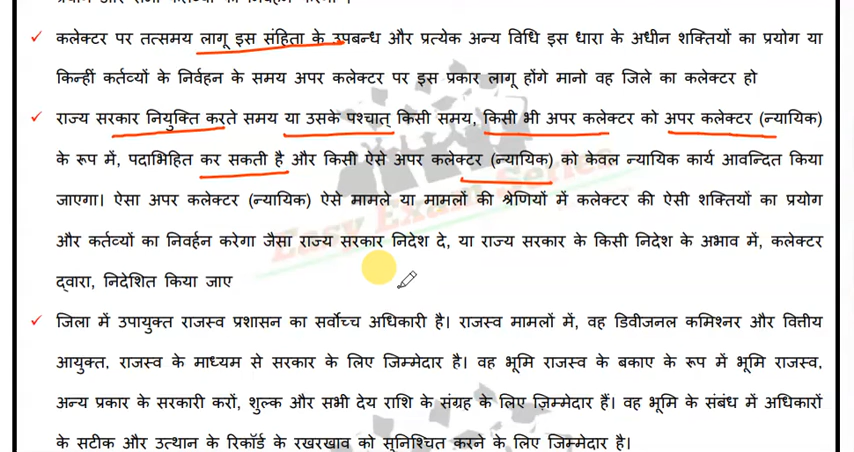 कलेक्टर पर तत्समय लागू इस संहिता के उपबन्ध और प्रत्येक अन्य विधि इस धारा के अधीन शक्तियों का प्रयोग या
किन्हीं कर्तव्यों के निर्वहन के समय अपर कलेक्टर पर इस प्रकार लागू होंगे मानो वह जिले का कलेक्टर हो
राज्य सरकार नियुक्ति करते समय या उसके पश्चात् किसी समय, किसी भी अपर कलेक्टर को अपर कलेक्टर (न्यायिक)
के रूप में, पदाभिहित कर सकती है और किसी ऐसे अपर कलेक्टर (न्यायिक) को केवल न्यायिक कार्य आवन्दित किया
जाएगा। ऐसा अपर कलेक्टर (न्यायिक) ऐसे मामले या मामलों की श्रेणियों में कलेक्टर की ऐसी शक्तियों का प्रयोग
और कर्तव्यों का निवर्हन करेगा जैसा राज्य सरकार निदेश दे, या राज्य सरकार के किसी निदेश के अभाव में, कलेक्टर
द्वारा, निदेशित किया जाए
Easy Exam Series
जिला में उपायुक्त राजस्व प्रशासन का सर्वोच्च अधिकारी है। राजस्व मामलों में, वह डिवीजनल कमिश्नर और वित्तीय
आयुक्त, राजस्व के माध्यम से सरकार के लिए जिम्मेदार है। वह भूमि राजस्व के बकाए के रूप में भूमि राजस्व,
अन्य प्रकार के सरकारी करों, शुल्क और सभी देय राशि के संग्रह के लिए ज़िम्मेदार हैं। वह भूमि के संबंध में अधिकारों
के सटीक और उत्थान के रिकॉर्ड के रखरखाव को सुनिश्चित करने के लिए जिम्मेदार है।